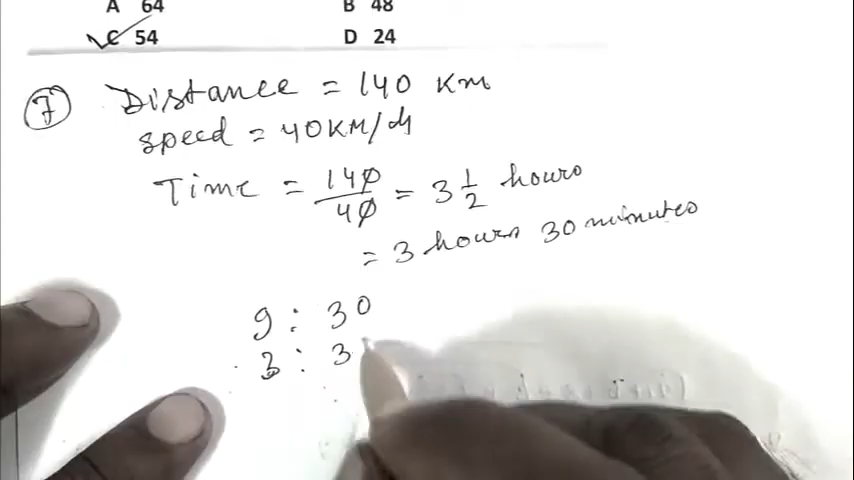 A 64 B 48
C 54 D 24
7 Distance = 140 Km
speed = 40KM/
Time = 140/40 = 3 1/2 hours
= 3 hours 30 minutes
9 : 30
3 : 3